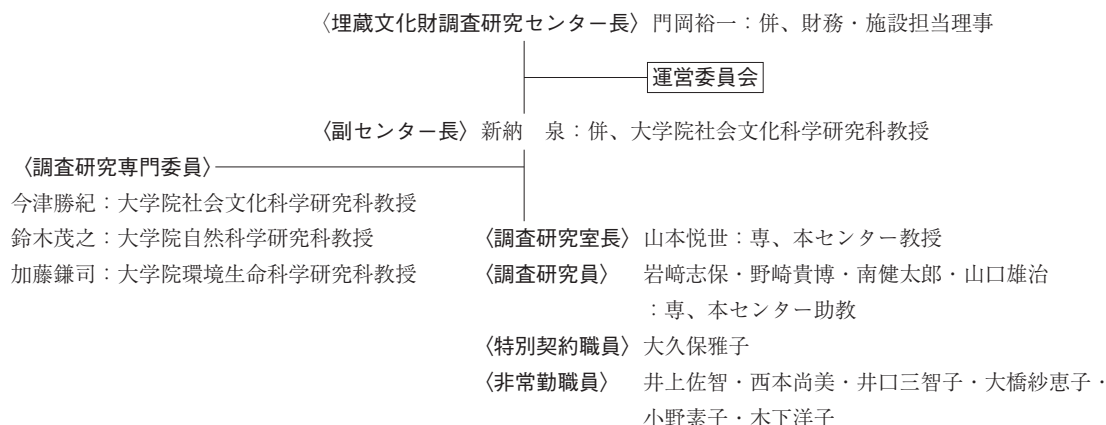 〈埋蔵文化財調査研究センター長〉門岡裕一：併、財務・施設担当理事
運営委員会
〈副センター長〉新納　泉：併、大学院社会文化科学研究科教授
〈調査研究専門委員〉
今津勝紀：大学院社会文化科学研究科教授
鈴木茂之：大学院自然科学研究科教授
加藤鎌司：大学院環境生命科学研究科教授
〈調査研究室長〉山本悦世：専、本センター教授
〈調査研究員〉　岩﨑志保・野崎貴博・南健太郎・山口雄治
：専、本センター助教
〈特別契約職員〉大久保雅子
〈非常勤職員〉　井上佐智・西本尚美・井口三智子・大橋紗恵子・
小野素子・木下洋子